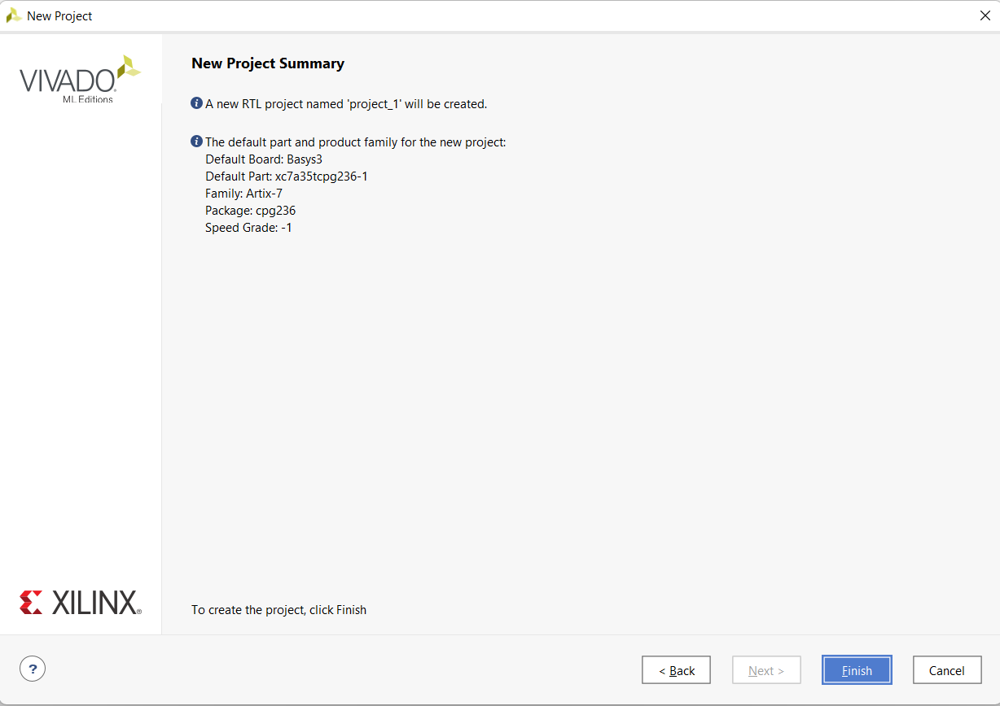 New Project
VIVADO
ML Editions
New Project Summary
A new RTL project named 'project_1' will be created.
The default part and product family for the new project:
Default Board: Basys3
Default Part: xc7a35tcpg236-1
Family: Artix-7
Package: cpg236
Speed Grade: -1
XILINX®
To create the project, click Finish
?
< Back
Next >
Finish
Cancel